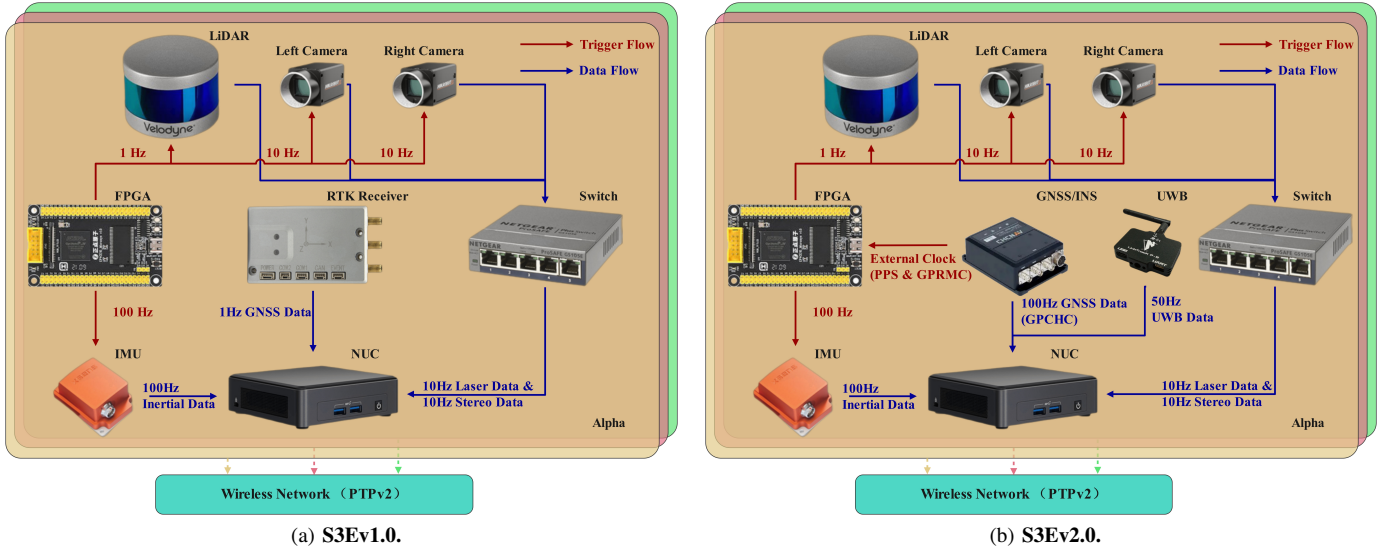 LiDAR
Left Camera
Right Camera
Trigger Flow
Data Flow
Velodyne
1 Hz
10 Hz
10 Hz
FPGA
RTK Receiver
Switch
NETGEAR
100 Hz
1Hz GNSS Data
IMU
NUC
100Hz
Inertial Data
10Hz Laser Data &
10Hz Stereo Data
Alpha
Wireless Network （PTPv2）
(a) S3Ev1.0.
LiDAR
Left Camera
Right Camera
Trigger Flow
Data Flow
Velodyne
1 Hz
10 Hz
10 Hz
FPGA
GNSS/INS
UWB
Switch
NETGEAR
CHCNAV
External Clock
(PPS & GPRMC)
100 Hz
100Hz GNSS Data
(GPCHC)
50Hz
UWB Data
IMU
NUC
100Hz
Inertial Data
10Hz Laser Data &
10Hz Stereo Data
Alpha
Wireless Network （PTPv2）
(b) S3Ev2.0.